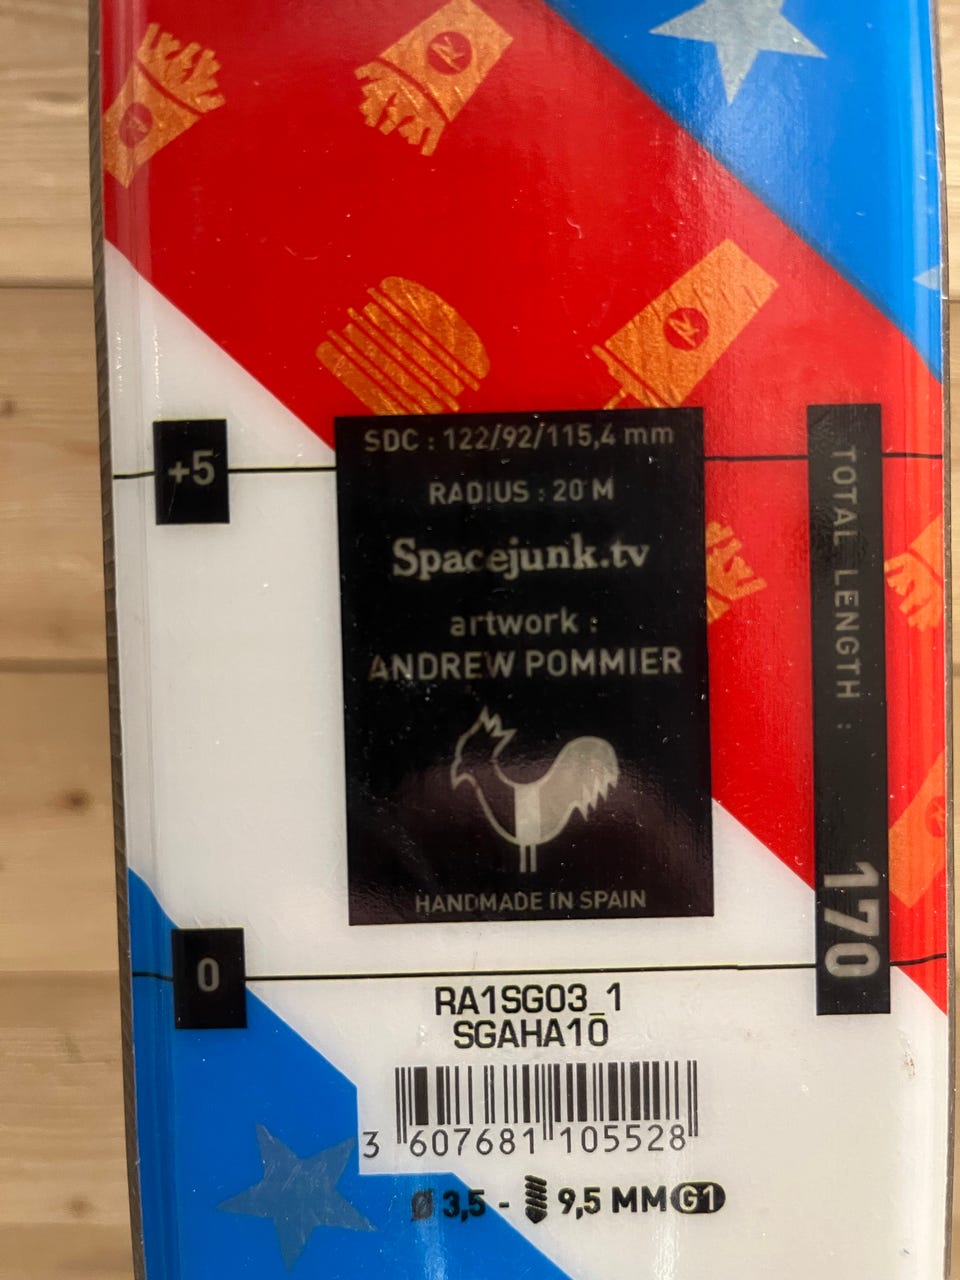 SDC : 122/92/115,4 mm
+5
RADIUS : 20 M
Spacejunk.tv
artwork :
ANDREW POMMIER
HANDMADE IN SPAIN
TOTAL LENGTH : 170
0
RA1SG03_1
SGAHA10
3 607681 105528
Ø 3,5 - 9,5 MM G1